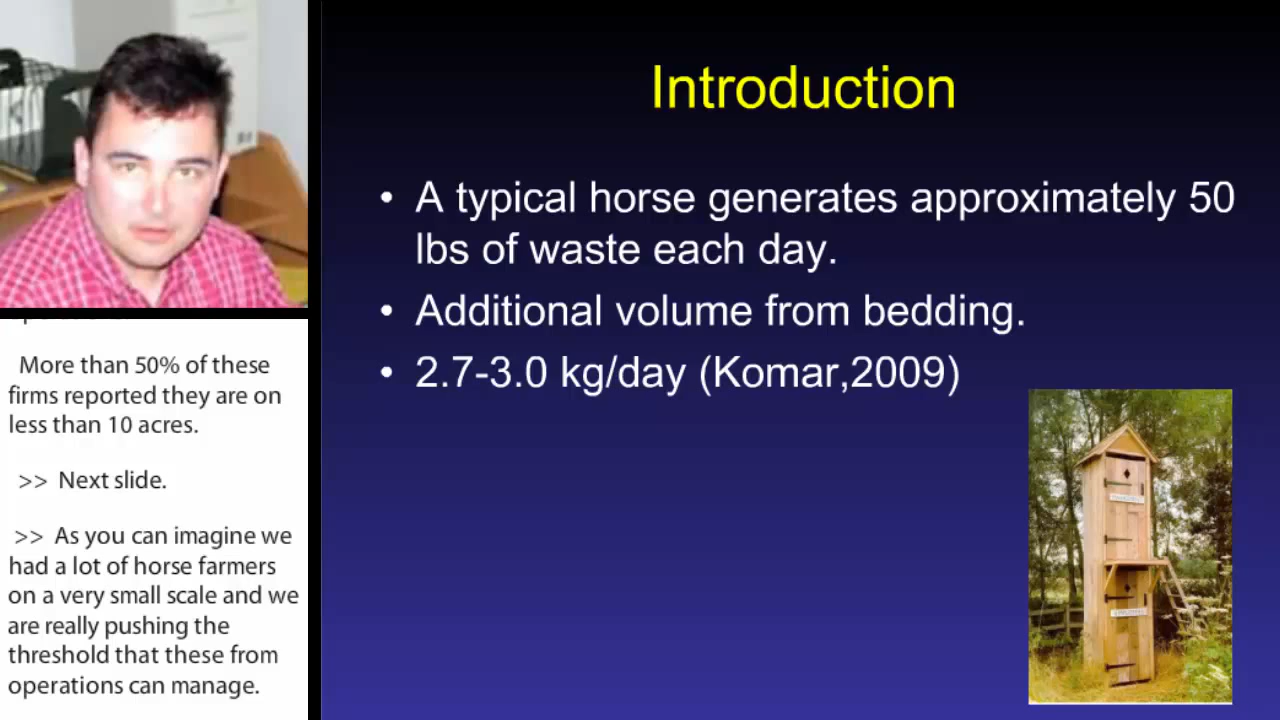 Introduction
• A typical horse generates approximately 50
lbs of waste each day.
• Additional volume from bedding.
• 2.7-3.0 kg/day (Komar,2009)
More than 50% of these
firms reported they are on
less than 10 acres.
>> Next slide.
>> As you can imagine we
had a lot of horse farmers
on a very small scale and we
are really pushing the
threshold that these from
operations can manage.